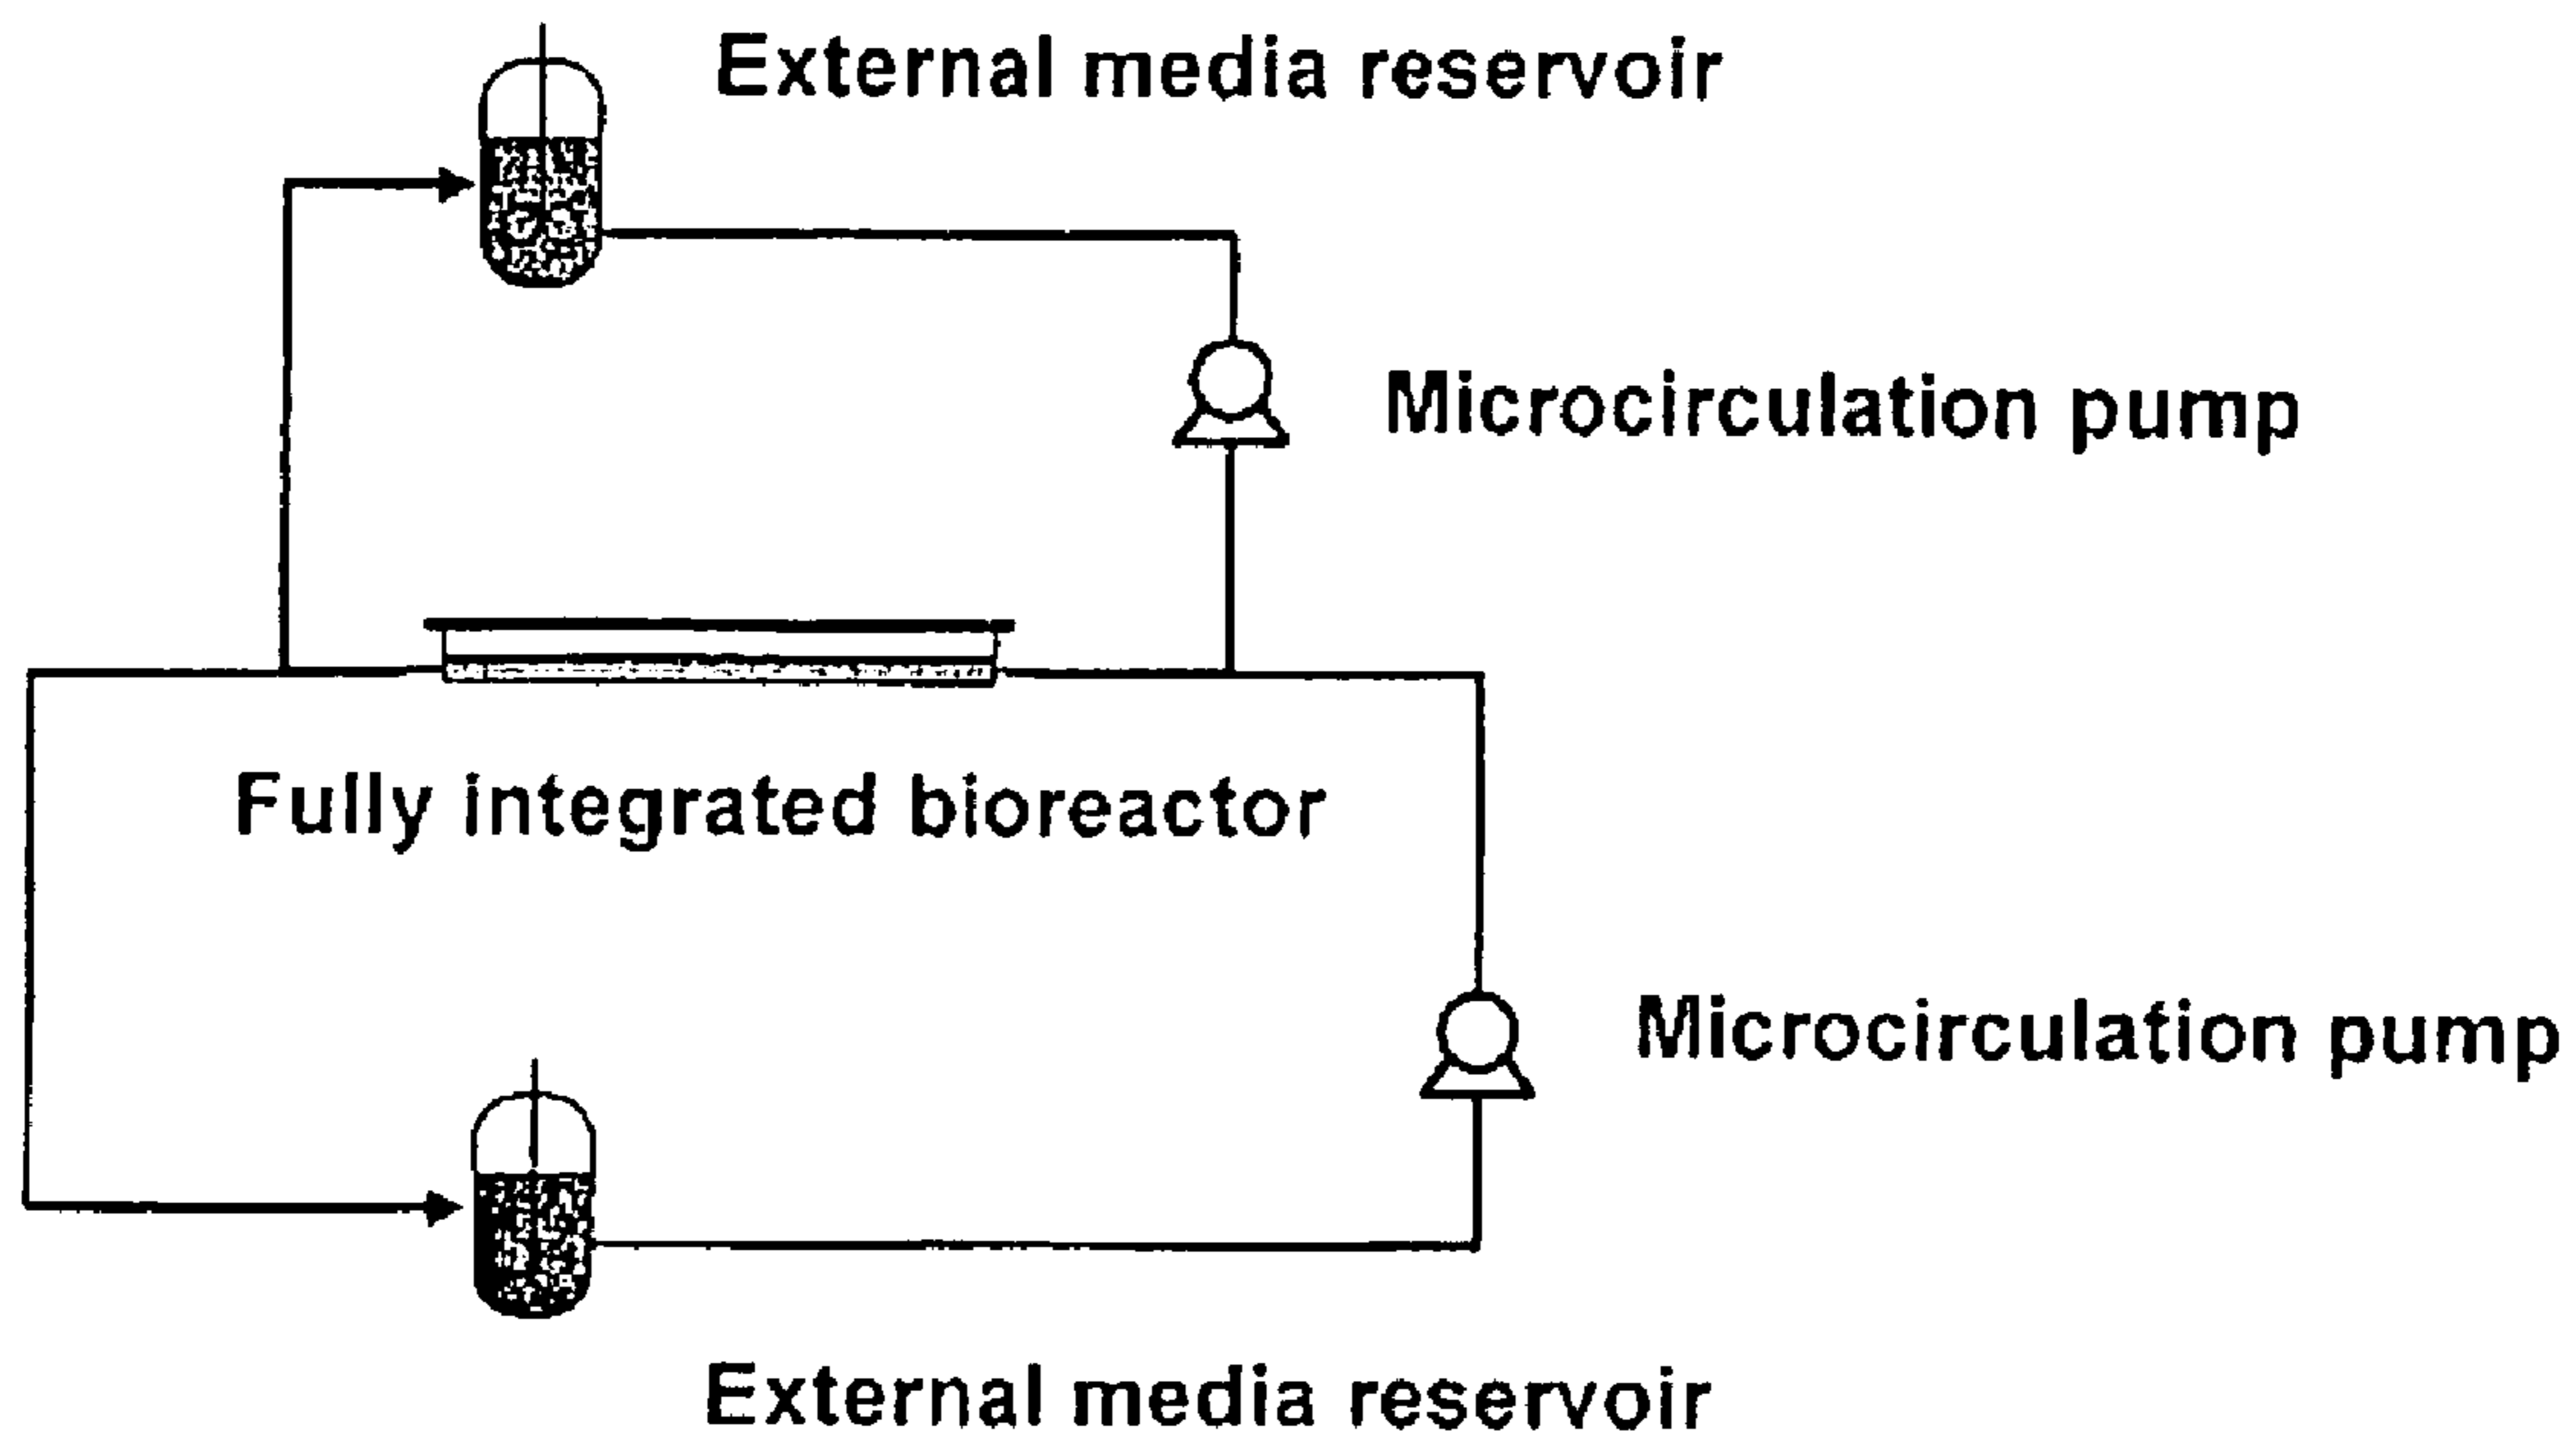 External media reservoir
Microcirculation pump
Fully integrated bioreactor
Microcirculation pump
External media reservoir